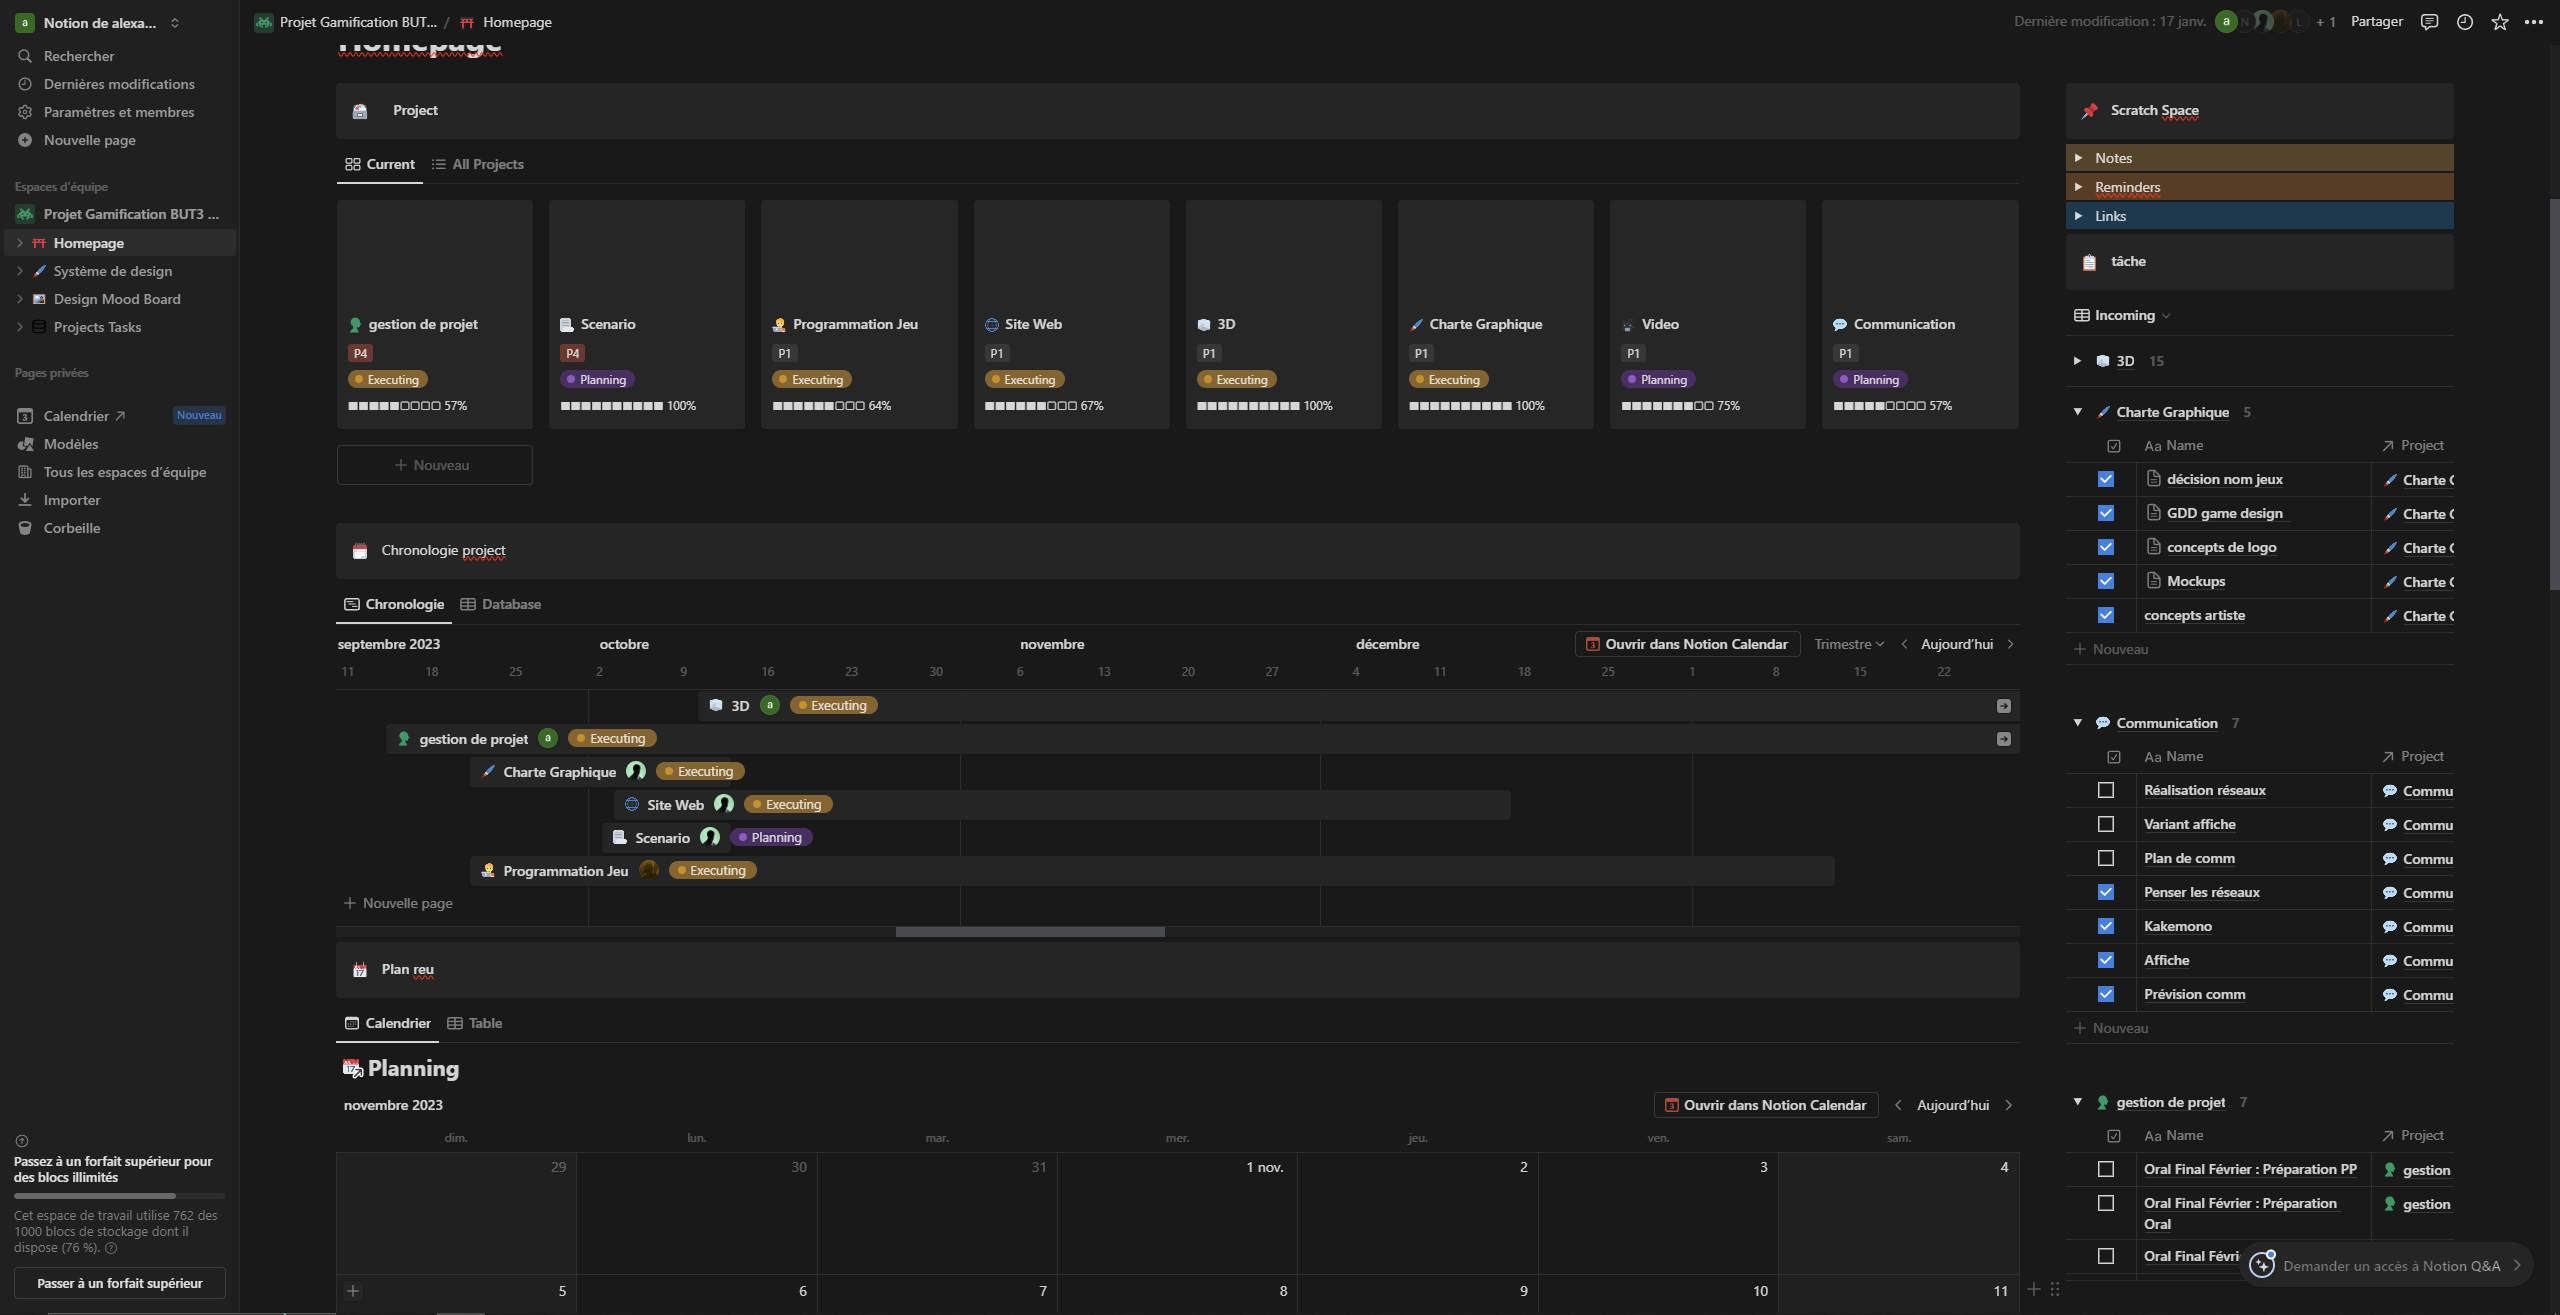 a Notion de alexa...
Rechercher
Dernières modifications
Paramètres et membres
Nouvelle page
Espaces d'équipe
Projet Gamification BUT3 ...
Homepage
Système de design
Design Mood Board
Projects Tasks
Pages privées
Calendrier Nouveau
Modèles
Tous les espaces d'équipe
Importer
Corbeille
Passez à un forfait supérieur pour
des blocs illimités
Cet espace de travail utilise 762 des
1000 blocs de stockage dont il
dispose (76 %).
Passer à un forfait supérieur
Projet Gamification BUT... / Homepage
Dernière modification : 17 janv. a N L + 1 Partager
Homepage
Project
Current All Projects
gestion de projet
P4
Executing
57%
Scenario
P4
Planning
100%
Programmation Jeu
P1
Executing
64%
Site Web
P1
Executing
67%
3D
P1
Executing
100%
Charte Graphique
P1
Executing
100%
Video
P1
Planning
75%
Communication
P1
Planning
57%
Nouveau
Chronologie project
Chronologie Database
septembre 2023 octobre novembre décembre Ouvrir dans Notion Calendar Trimestre Aujourd'hui
11 18 25 2 9 16 23 30 6 13 20 27 4 11 18 25 1 8 15 22
3D a Executing
gestion de projet a Executing
Charte Graphique Executing
Site Web Executing
Scenario Planning
Programmation Jeu Executing
Nouvelle page
Plan reu
Calendrier Table
Planning
novembre 2023 Ouvrir dans Notion Calendar Aujourd'hui
dim. lun. mar. mer. jeu. ven. sam.
29 30 31 1 nov. 2 3 4
5 6 7 8 9 10 11
Scratch Space
Notes
Reminders
Links
tâche
Incoming
3D 15
Charte Graphique 5
Aa Name Project
décision nom jeux Charte G
GDD game design Charte G
concepts de logo Charte G
Mockups Charte G
concepts artiste Charte G
Nouveau
Communication 7
Aa Name Project
Réalisation réseaux Commu
Variant affiche Commu
Plan de comm Commu
Penser les réseaux Commu
Kakemono Commu
Affiche Commu
Prévision comm Commu
Nouveau
gestion de projet 7
Aa Name Project
Oral Final Février : Préparation PP gestion
Oral Final Février : Préparation gestion
Oral
Oral Final Févri
Demander un accès à Notion Q&A